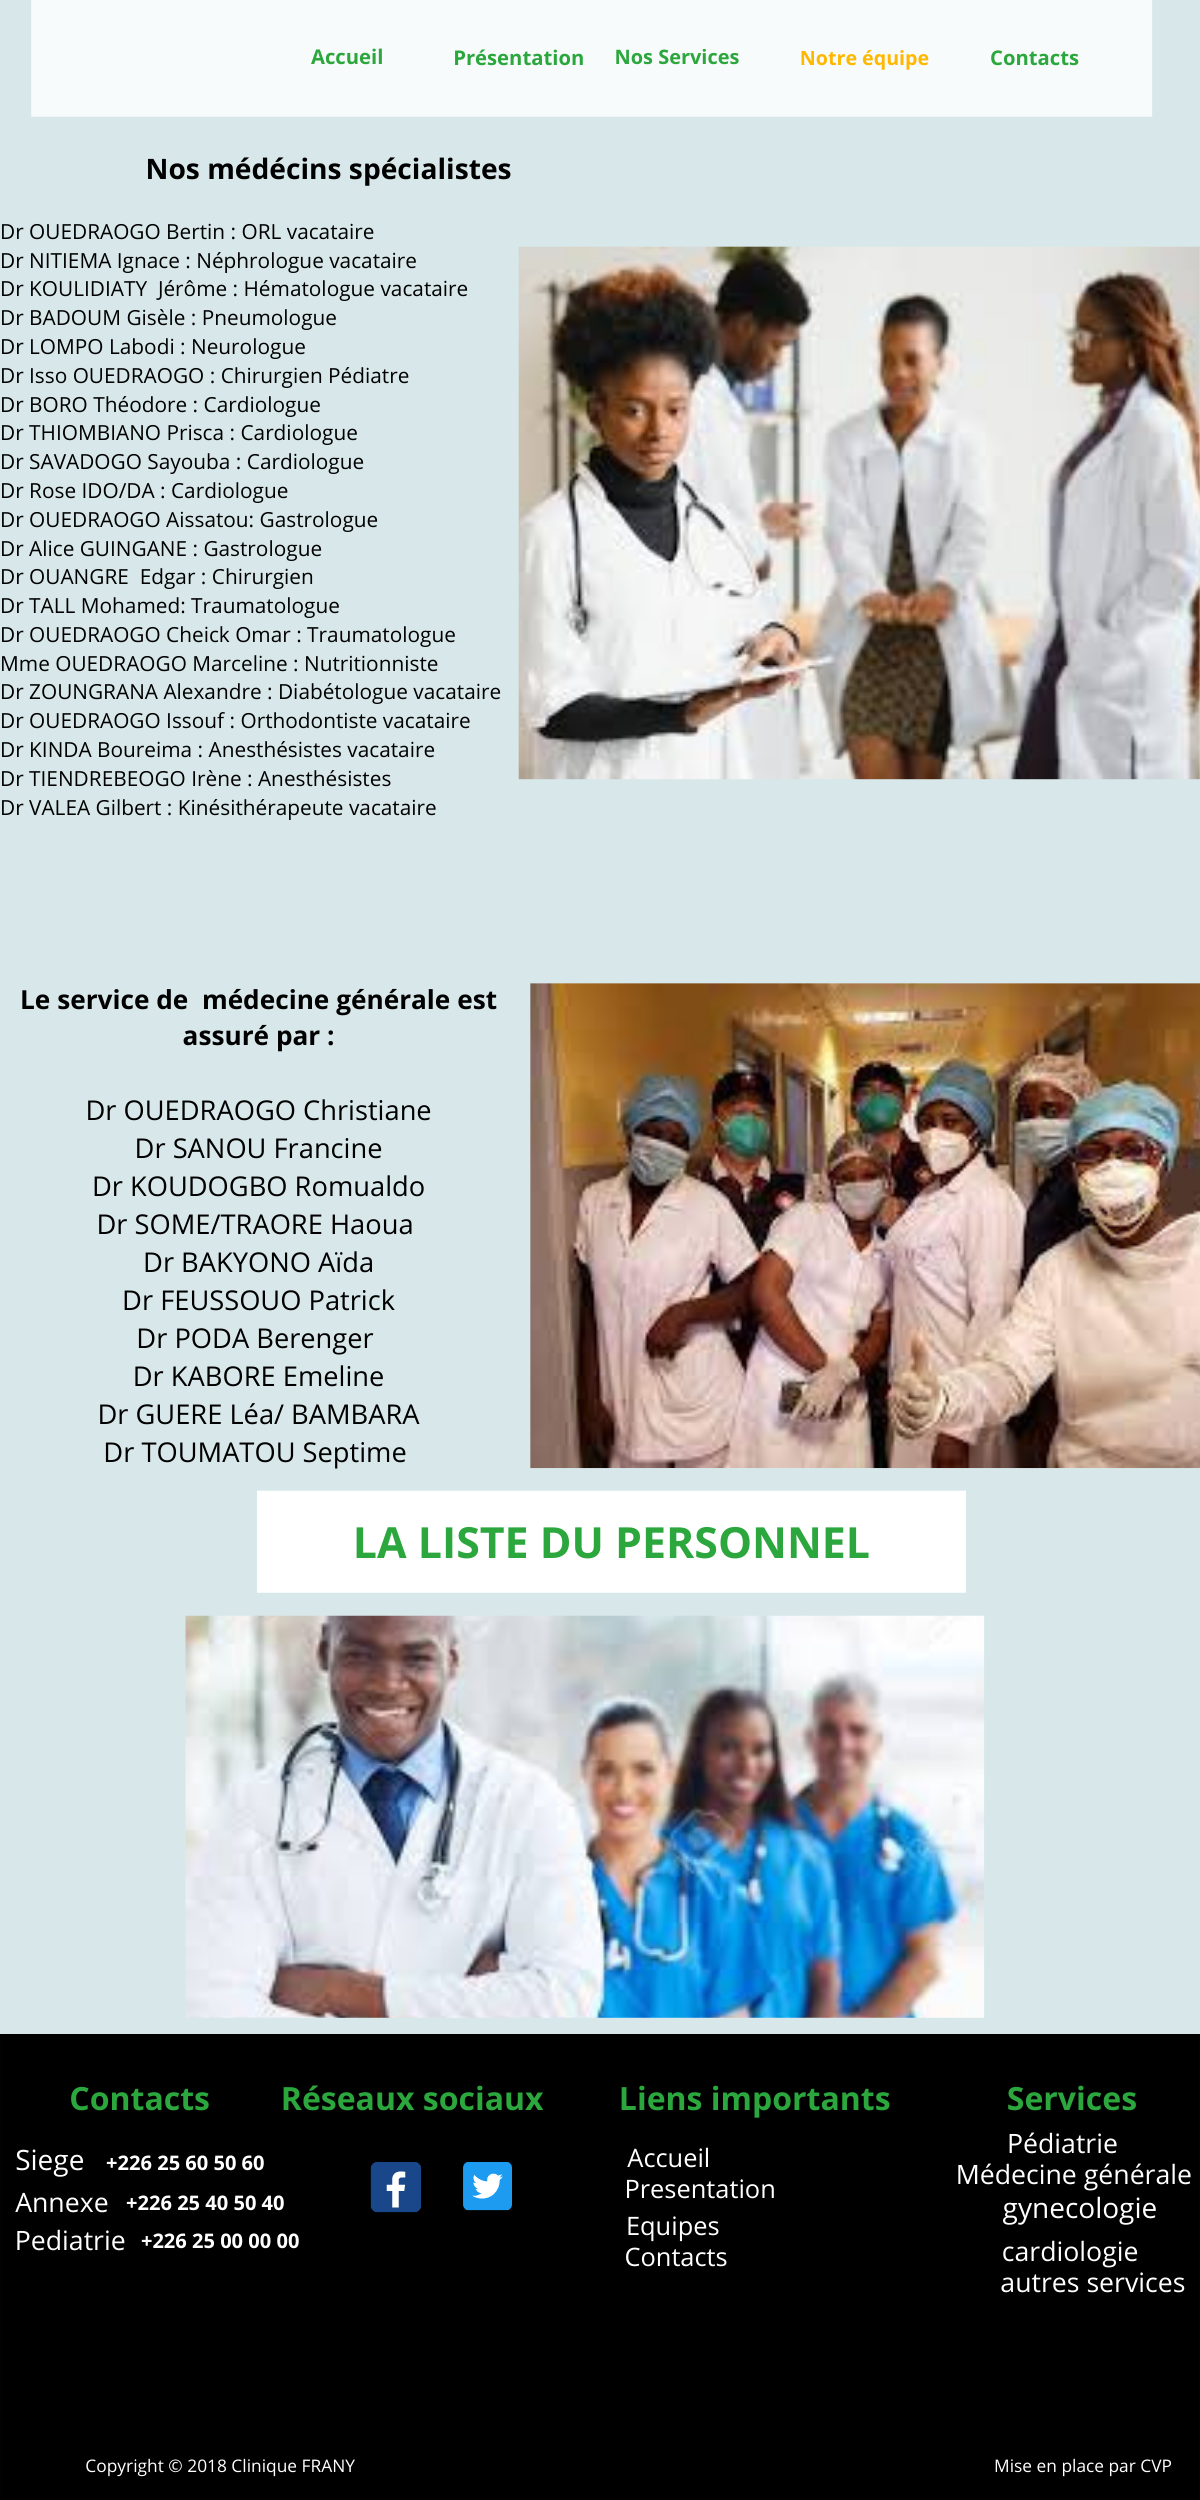 Accueil
Présentation
Nos Services
Notre équipe
Contacts
Nos médécins spécialistes
Dr OUEDRAOGO Bertin : ORL vacataire
Dr NITIEMA Ignace : Néphrologue vacataire
Dr KOULIDIATY  Jérôme : Hématologue vacataire
Dr BADOUM Gisèle : Pneumologue
Dr LOMPO Labodi : Neurologue
Dr Isso OUEDRAOGO : Chirurgien Pédiatre
Dr BORO Théodore : Cardiologue
Dr THIOMBIANO Prisca : Cardiologue
Dr SAVADOGO Sayouba : Cardiologue
Dr Rose IDO/DA : Cardiologue
Dr OUEDRAOGO Aissatou: Gastrologue
Dr Alice GUINGANE : Gastrologue
Dr OUANGRE  Edgar : Chirurgien
Dr TALL Mohamed: Traumatologue
Dr OUEDRAOGO Cheick Omar : Traumatologue
Mme OUEDRAOGO Marceline : Nutritionniste
Dr ZOUNGRANA Alexandre : Diabétologue vacataire
Dr OUEDRAOGO Issouf : Orthodontiste vacataire
Dr KINDA Boureima : Anesthésistes vacataire
Dr TIENDREBEOGO Irène : Anesthésistes
Dr VALEA Gilbert : Kinésithérapeute vacataire
Le service de  médecine générale est
assuré par :
Dr OUEDRAOGO Christiane
Dr SANOU Francine
Dr KOUDOGBO Romualdo
Dr SOME/TRAORE Haoua
Dr BAKYONO Aïda
Dr FEUSSOUO Patrick
Dr PODA Berenger
Dr KABORE Emeline
Dr GUERE Léa/ BAMBARA
Dr TOUMATOU Septime
LA LISTE DU PERSONNEL
Contacts
Siege +226 25 60 50 60
Annexe +226 25 40 50 40
Pediatrie +226 25 00 00 00
Réseaux sociaux
Liens importants
Accueil
Presentation
Equipes
Contacts
Services
Pédiatrie
Médecine générale
gynecologie
cardiologie
autres services
Copyright © 2018 Clinique FRANY
Mise en place par CVP